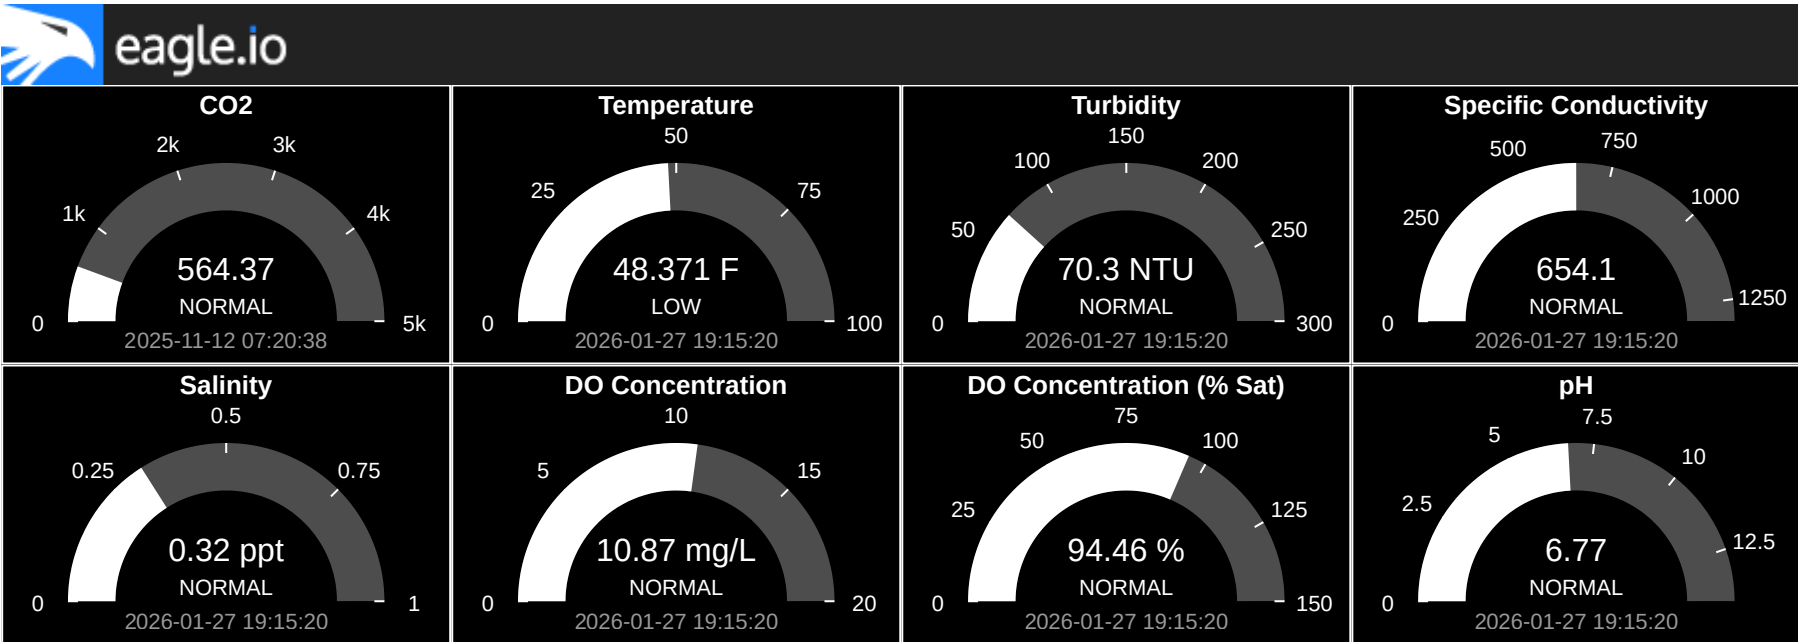 eagle.io
CO2
2k
3k
1k
4k
564.37
NORMAL
0
5k
2025-11-12 07:20:38
Temperature
50
25
75
48.371 F
LOW
0
100
2026-01-27 19:15:20
Turbidity
150
100
200
50
250
70.3 NTU
NORMAL
0
300
2026-01-27 19:15:20
Specific Conductivity
750
500
1000
250
654.1
1250
NORMAL
0
2026-01-27 19:15:20
Salinity
0.5
0.25
0.75
0.32 ppt
NORMAL
0
1
2026-01-27 19:15:20
DO Concentration
10
5
15
10.87 mg/L
NORMAL
0
20
2026-01-27 19:15:20
DO Concentration (% Sat)
75
50
100
25
125
94.46 %
NORMAL
0
150
2026-01-27 19:15:20
pH
7.5
5
10
2.5
12.5
6.77
NORMAL
0
2026-01-27 19:15:20